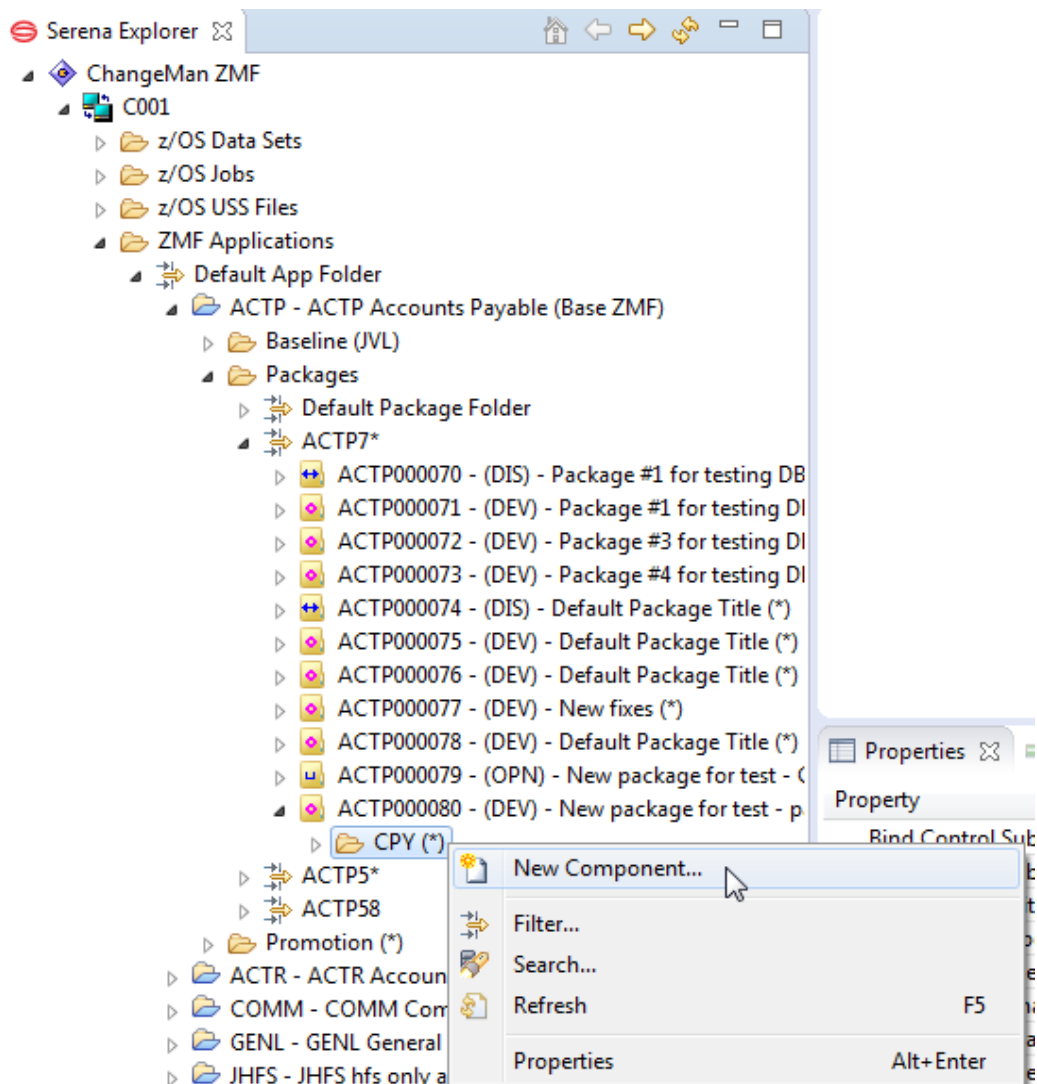 Serena Explorer
ChangeMan ZMF
C001
z/OS Data Sets
z/OS Jobs
z/OS USS Files
ZMF Applications
Default App Folder
ACTP - ACTP Accounts Payable (Base ZMF)
Baseline (JVL)
Packages
Default Package Folder
ACTP7*
ACTP000070 - (DIS) - Package #1 for testing DB
ACTP000071 - (DEV) - Package #1 for testing
ACTP000072 - (DEV) - Package #3 for testing
ACTP000073 - (DEV) - Package #4 for testing
ACTP000074 - (DIS) - Default Package Title (*)
ACTP000075 - (DEV) - Default Package Title (*)
ACTP000076 - (DEV) - Default Package Title (*)
ACTP000077 - (DEV) - New fixes (*)
ACTP000078 - (DEV) - Default Package Title (*)
Properties
ACTP000079 - (OPN) - New package for test -
Property
ACTP000080 - (DEV) - New package for test - p
Bind Control Sub
CPY (*)
New Component...
ACTP5*
ACTP58
Filter...
Promotion (*)
Search...
ACTR - ACTR Accoun
COMM - COMM Com
Refresh F5
GENL - GENL General
Properties Alt+Enter
JHFS - JHFS hfs only a